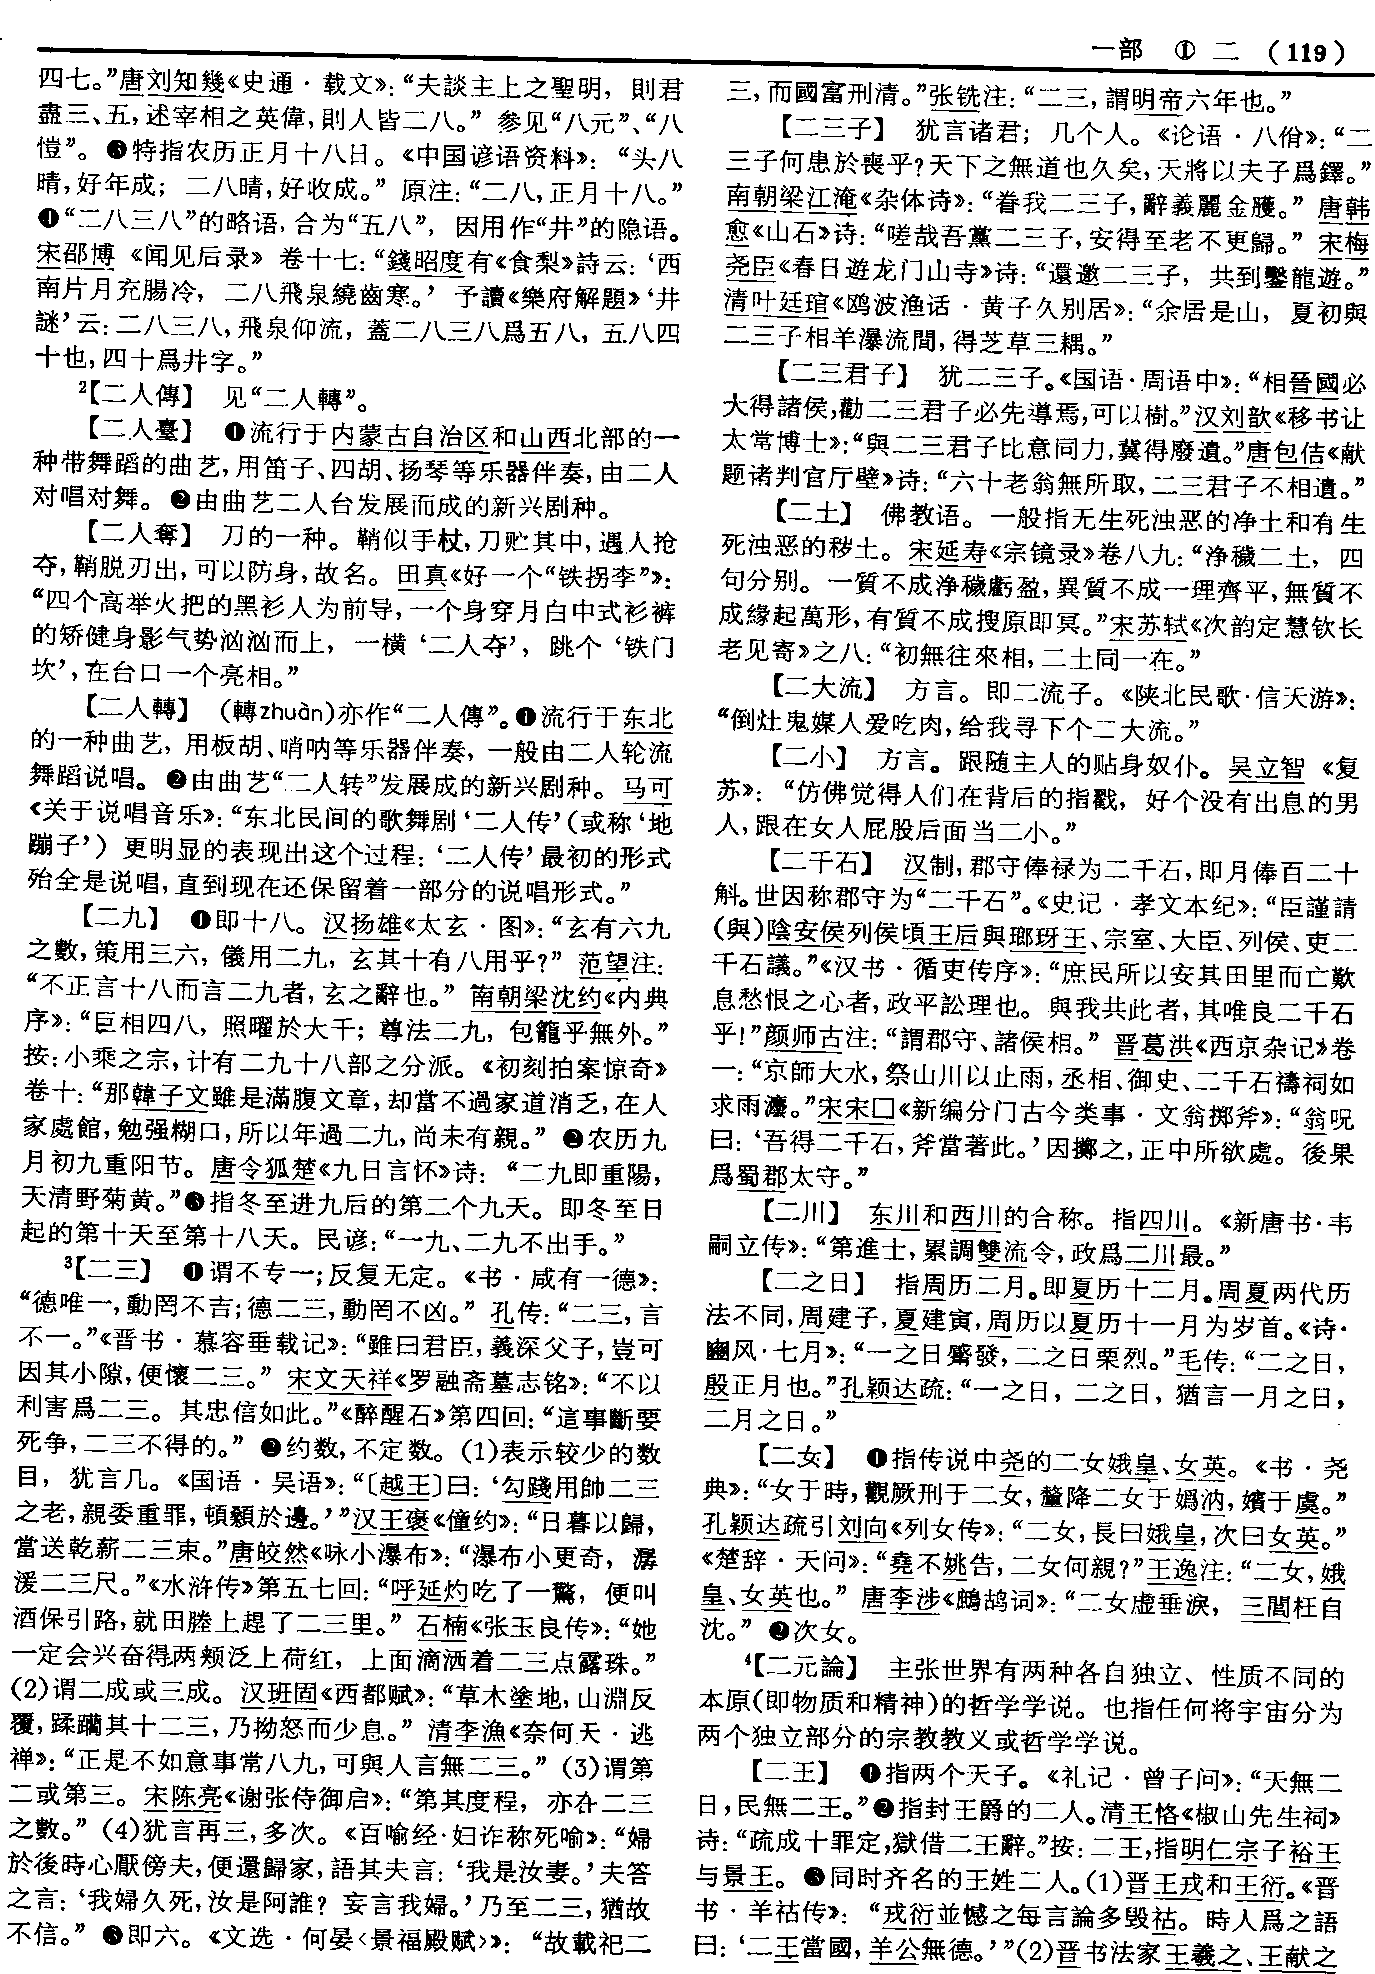 一部 ① 二 (119)
四七。”唐刘知幾《史通·载文》：“夫談主上之聖明，則君
盡三、五，述宰相之英偉，則人皆二八。”参见“八元”、“八
愷”。❸特指农历正月十八日。《中国谚语资料》：“头八
晴，好年成；二八晴，好收成。”原注：“二八，正月十八。”
❹“二八三八”的略语，合为“五八”，因用作“井”的隐语。
宋邵博《闻见后录》卷十七：“錢昭度有《食梨》詩云：‘西
南片月充腸冷，二八飛泉繞齒寒。’予讀《樂府解題》‘井
謎’云：二八三八，飛泉仰流，蓋二八三八爲五八，五八四
十也，四十爲井字。”
²【二人傳】 见“二人轉”。
【二人臺】 ❶流行于内蒙古自治区和山西北部的一
种带舞蹈的曲艺，用笛子、四胡、扬琴等乐器伴奏，由二人
对唱对舞。❷由曲艺二人台发展而成的新兴剧种。
【二人奪】 刀的一种。鞘似手杖，刀贮其中，遇人抢
夺，鞘脱刃出，可以防身，故名。田真《好一个“铁拐李”》：
“四个高举火把的黑衫人为前导，一个身穿月白中式衫裤
的矫健身影气势汹汹而上，一横‘二人夺’，跳个‘铁门
坎’，在台口一个亮相。”
【二人轉】 (轉zhuàn)亦作“二人傳”。❶流行于东北
的一种曲艺，用板胡、哨呐等乐器伴奏，一般由二人轮流
舞蹈说唱。❷由曲艺“二人转”发展成的新兴剧种。马可
《关于说唱音乐》：“东北民间的歌舞剧‘二人传’(或称‘地
蹦子’）更明显的表现出这个过程：‘二人传’最初的形式
殆全是说唱，直到现在还保留着一部分的说唱形式。”
【二九】 ❶即十八。汉扬雄《太玄·图》：“玄有六九
之數，策用三六，儀用二九，玄其十有八用乎？”范望注：
“不正言十八而言二九者，玄之辭也。”南朝梁沈约《内典
序》：“臣相四八，照曜於大千；尊法二九，包籠乎無外。”
按：小乘之宗，计有二九十八部之分派。《初刻拍案惊奇》
卷十：“那韓子文雖是滿腹文章，却當不過家道消乏，在人
家處館，勉强糊口，所以年過二九，尚未有親。”❷农历九
月初九重阳节。唐令狐楚《九日言怀》诗：“二九即重陽，
天清野菊黄。”❸指冬至进九后的第二个九天。即冬至日
起的第十天至第十八天。民谚：“一九、二九不出手。”
³【二三】 ❶谓不专一；反复无定。《书·咸有一德》：
“德唯一，動罔不吉；德二三，動罔不凶。”孔传：“二三，言
不一。”《晋书·慕容垂载记》：“雖曰君臣，義深父子，豈可
因其小隙，便懷二三。”宋文天祥《罗融斋墓志铭》：“不以
利害爲二三。其忠信如此。”《醉醒石》第四回：“這事斷要
死争，二三不得的。”❷约数，不定数。(1)表示较少的数
目，犹言几。《国语·吴语》：“〔越王〕曰：‘勾踐用帥二三
之老，親委重罪，頓顙於邊。’”汉王褒《僮约》：“日暮以歸，
當送乾薪二三束。”唐皎然《咏小瀑布》：“瀑布小更奇，潺
湲二三尺。”《水浒传》第五七回：“呼延灼吃了一驚，便叫
酒保引路，就田塍上趕了二三里。”石楠《张玉良传》：“她
一定会兴奋得两颊泛上荷红，上面滴洒着二三点露珠。”
(2)谓二成或三成。汉班固《西都赋》：“草木塗地，山淵反
覆，蹂躪其十二三，乃拗怒而少息。”清李漁《奈何天·逃
禅》：“正是不如意事常八九，可與人言無二三。”(3)谓第
二或第三。宋陈亮《谢张侍御启》：“第其度程，亦在二三
之數。”(4)犹言再三，多次。《百喻经·妇诈称死喻》：“婦
於後時心厭傍夫，便還歸家，語其夫言：‘我是汝妻。’夫答
之言：‘我婦久死，汝是阿誰？妄言我婦。’乃至二三，猶故
不信。”❸即六。《文选·何晏〈景福殿赋〉》：“故載祀二
三，而國富刑清。”张铣注：“二三，謂明帝六年也。”
【二三子】 犹言诸君；几个人。《论语·八佾》：“二
三子何患於喪乎？天下之無道也久矣，天將以夫子爲鐸。”
南朝梁江淹《杂体诗》：“眷我二三子，辭義麗金雘。”唐韩
愈《山石》诗：“嗟哉吾黨二三子，安得至老不更歸。”宋梅
尧臣《春日遊龙门山寺》诗：“還邀二三子，共到鑿龍遊。”
清叶廷琯《鸥波渔话·黄子久别居》：“余居是山，夏初與
二三子相羊瀑流間，得芝草三耦。”
【二三君子】 犹二三子。《国语·周语中》：“相晉國必
大得諸侯，勸二三君子必先導焉，可以樹。”汉刘歆《移书让
太常博士》：“與二三君子比意同力，冀得廢遺。”唐包佶《献
题诸判官厅壁》诗：“六十老翁無所取，二三君子不相遺。”
【二土】 佛教语。一般指无生死浊恶的净土和有生
死浊恶的秽土。宋延寿《宗镜录》卷八九：“净穢二土，四
句分别。一質不成净穢虧盈，異質不成一理齊平，無質不
成緣起萬形，有質不成搜原即冥。”宋苏轼《次韵定慧钦长
老见寄》之八：“初無往來相，二土同一在。”
【二大流】 方言。即二流子。《陕北民歌·信天游》：
“倒灶鬼媒人爱吃肉，给我寻下个二大流。”
【二小】 方言。跟随主人的贴身奴仆。吴立智《复
苏》：“仿佛觉得人们在背后的指戳，好个没有出息的男
人，跟在女人屁股后面当二小。”
【二千石】 汉制，郡守俸禄为二千石，即月俸百二十
斛。世因称郡守为“二千石”。《史记·孝文本纪》：“臣謹請
(與)陰安侯列侯頃王后與瑯玡王、宗室、大臣、列侯、吏二
千石議。”《汉书·循吏传序》：“庶民所以安其田里而亡歎
息愁恨之心者，政平訟理也。與我共此者，其唯良二千石
乎！”颜师古注：“謂郡守、諸侯相。”晋葛洪《西京杂记》卷
一：“京師大水，祭山川以止雨，丞相、御史、二千石禱祠如
求雨灋。”宋宋囗《新编分门古今类事·文翁掷斧》：“翁呪
曰：‘吾得二千石，斧當著此。’因擲之，正中所欲處。後果
爲蜀郡太守。”
【二川】 东川和西川的合称。指四川。《新唐书·韦
嗣立传》：“第進士，累調雙流令，政爲二川最。”
【二之日】 指周历二月。即夏历十二月。周夏两代历
法不同，周建子，夏建寅，周历以夏历十一月为岁首。《诗·
豳风·七月》：“一之日觱發，二之日栗烈。”毛传：“二之日，
殷正月也。”孔颖达疏：“一之日，二之日，猶言一月之日，
二月之日。”
【二女】 ❶指传说中尧的二女娥皇、女英。《书·尧
典》：“女于時，觀厥刑于二女，釐降二女于嬀汭，嬪于虞。”
孔颖达疏引刘向《列女传》：“二女，長曰娥皇，次曰女英。”
《楚辞·天问》：“堯不姚告，二女何親？”王逸注：“二女，娥
皇、女英也。”唐李涉《鹧鸪词》：“二女虚垂淚，三閭枉自
沈。”❷次女。
⁴【二元論】 主张世界有两种各自独立、性质不同的
本原(即物质和精神)的哲学学说。也指任何将宇宙分为
两个独立部分的宗教教义或哲学学说。
【二王】 ❶指两个天子。《礼记·曾子问》：“天無二
日，民無二王。”❷指封王爵的二人。清王恪《椒山先生祠》
诗：“疏成十罪定，獄借二王辭。”按：二王，指明仁宗子裕王
与景王。❸同时齐名的王姓二人。(1)晋王戎和王衍。《晋
书·羊祜传》：“戎衍並憾之每言論多毁祜。時人爲之語
曰：‘二王當國，羊公無德。’”(2)晋书法家王羲之、王献之